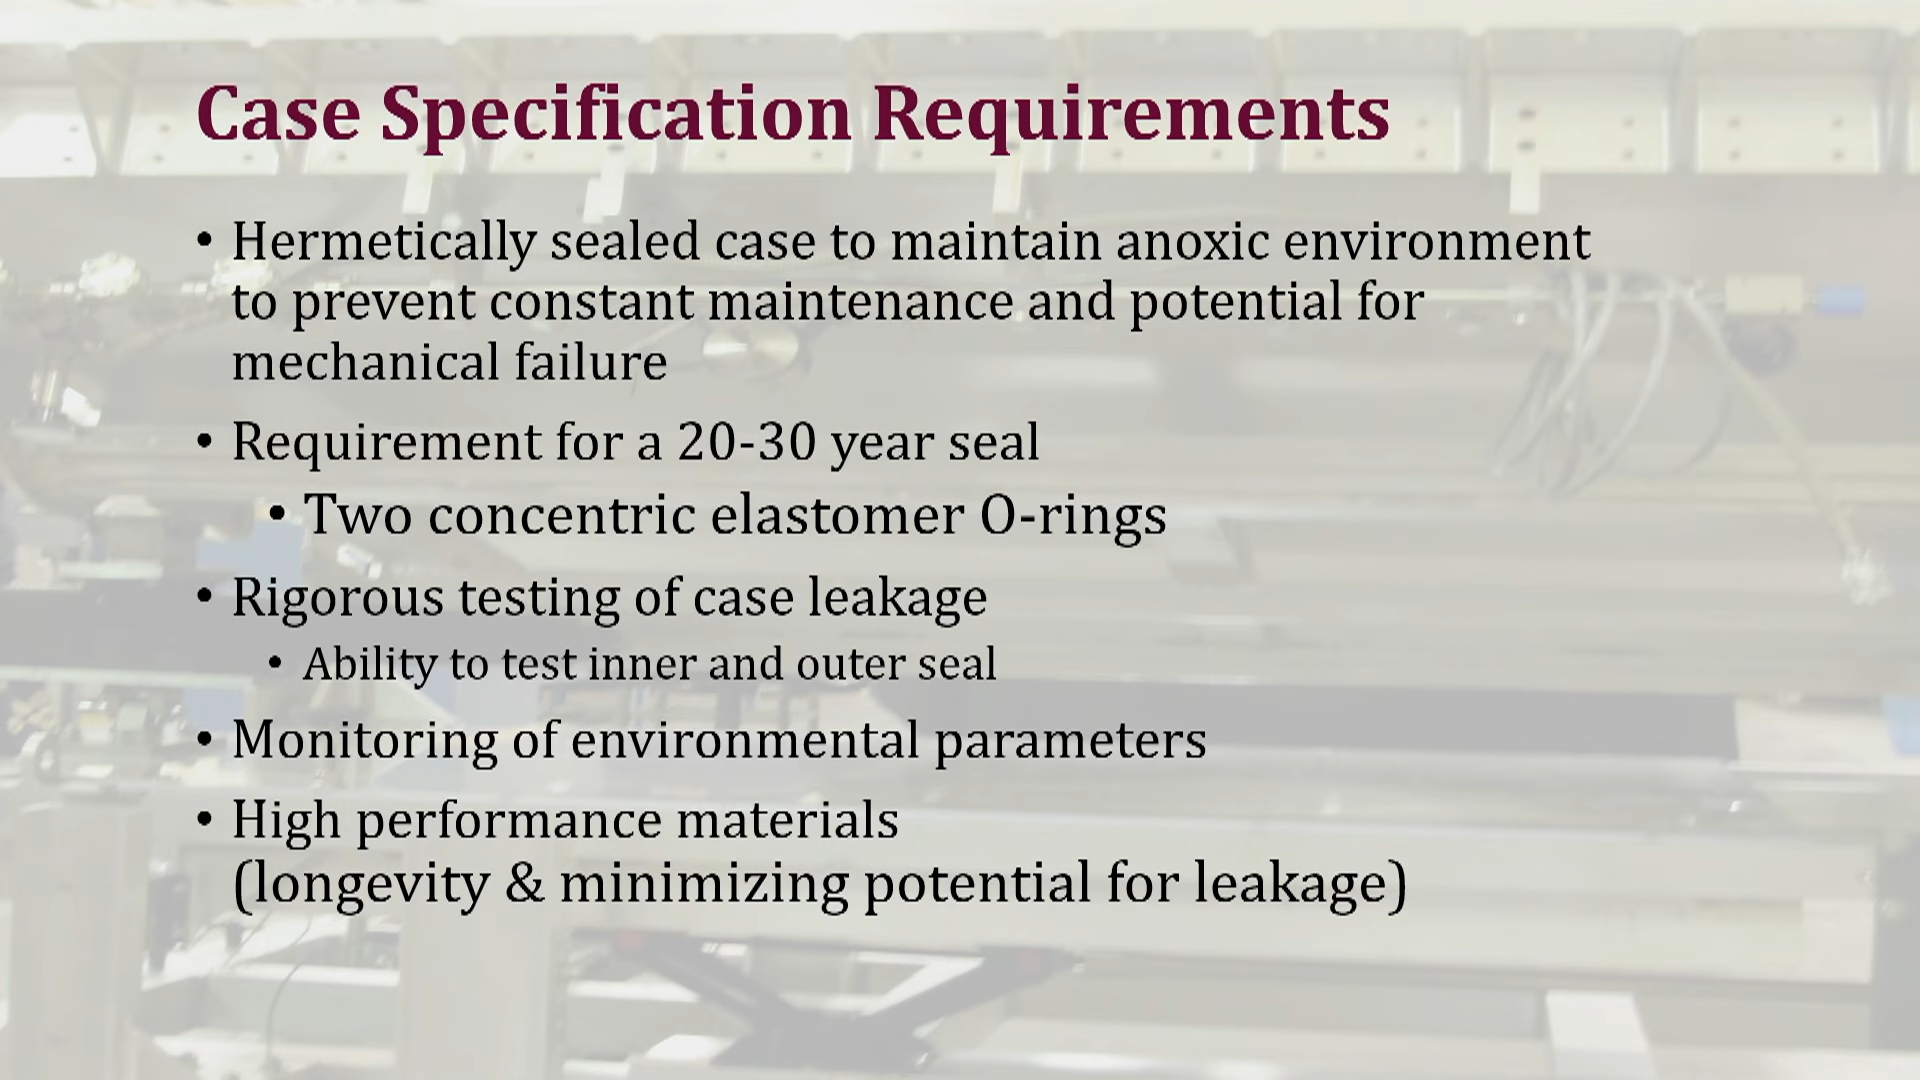 Case Specification Requirements
• Hermetically sealed case to maintain anoxic environment
to prevent constant maintenance and potential for
mechanical failure
• Requirement for a 20-30 year seal
• Two concentric elastomer O-rings
• Rigorous testing of case leakage
• Ability to test inner and outer seal
• Monitoring of environmental parameters
• High performance materials
(longevity & minimizing potential for leakage)